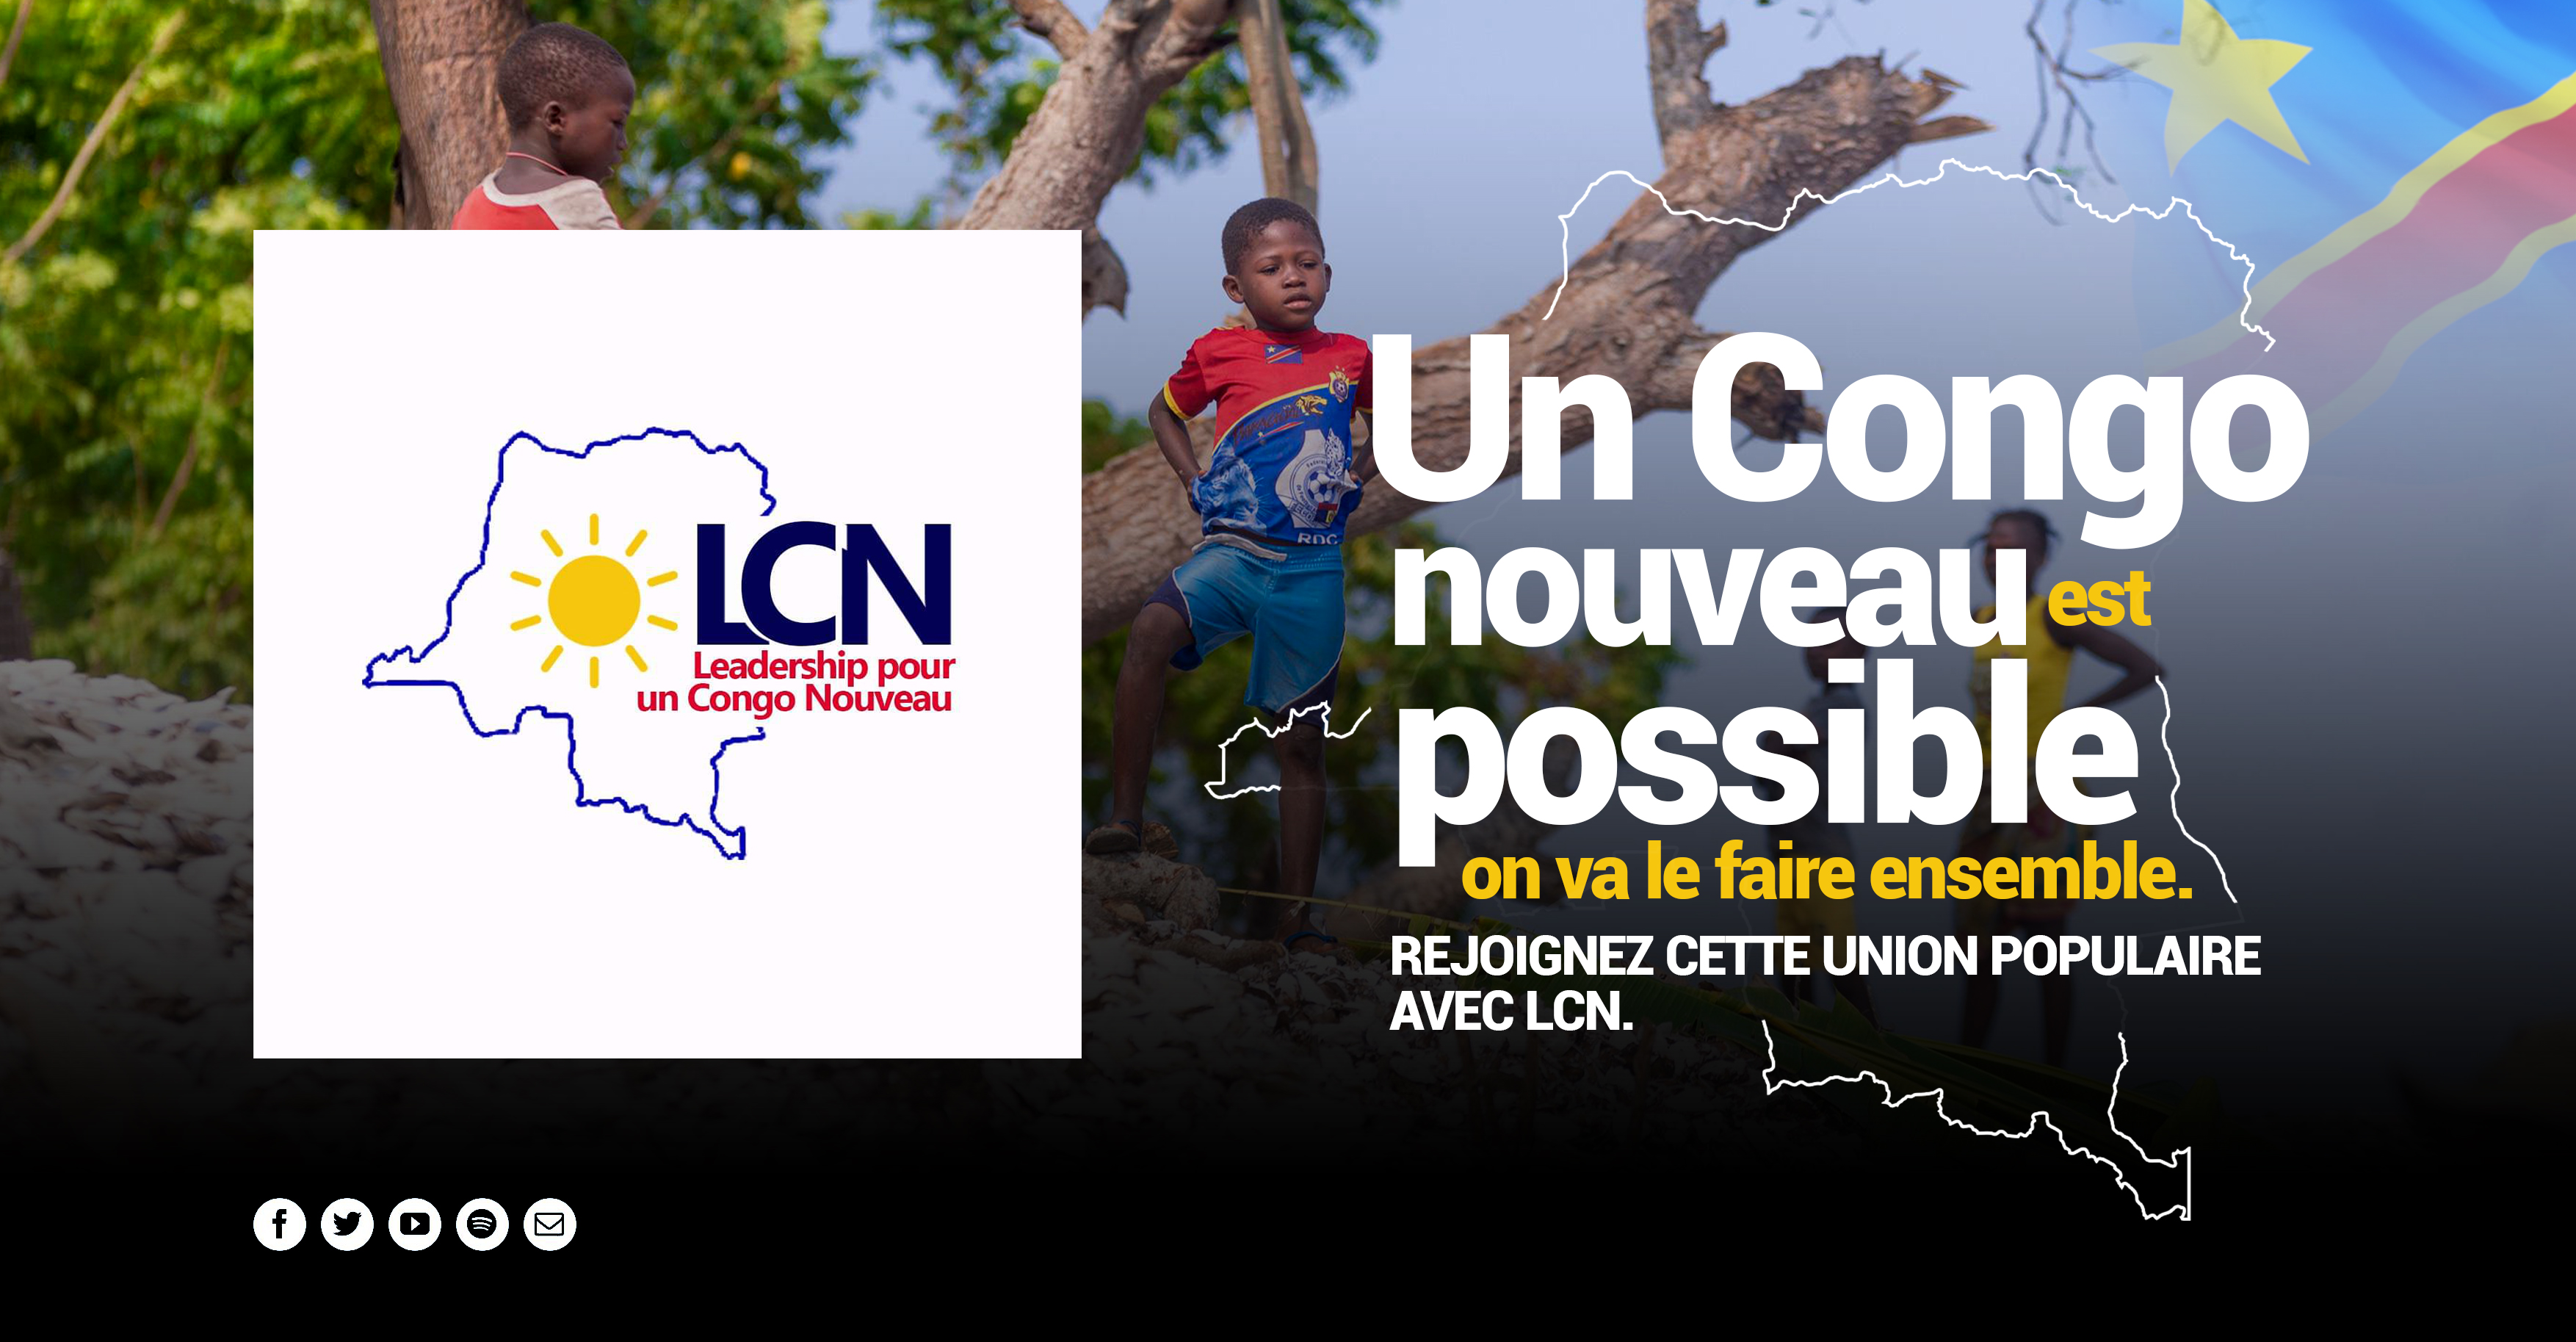 LCN
Leadership pour
un Congo Nouveau
RDC
Un Congo
nouveau est
possible
on va le faire ensemble.
REJOIGNEZ CETTE UNION POPULAIRE
AVEC LCN.